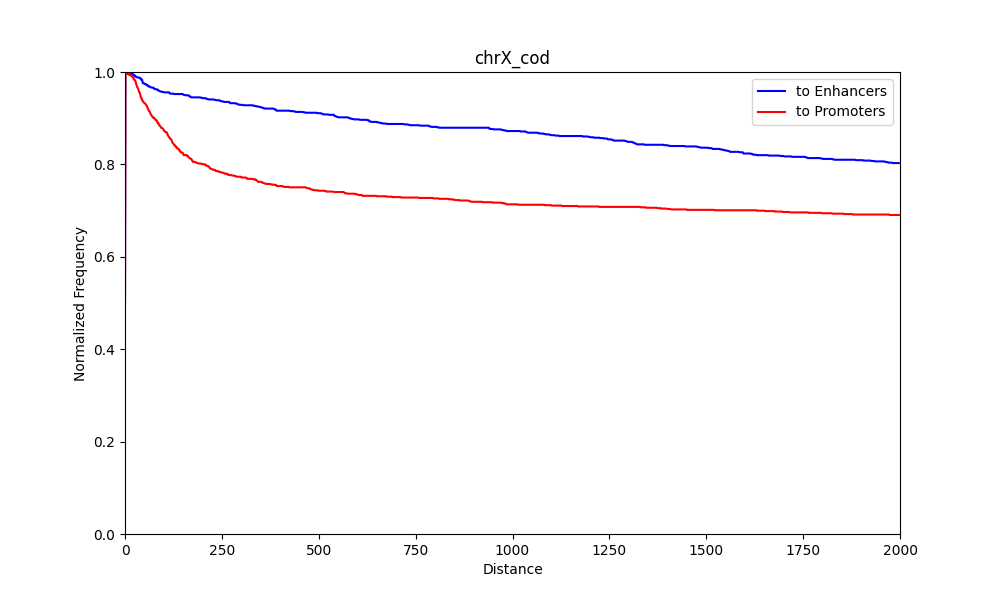 chrX_cod
1.0
0.8
0.6
0.4
0.2
0.0
Normalized Frequency
to Enhancers
to Promoters
0 250 500 750 1000 1250 1500 1750 2000
Distance